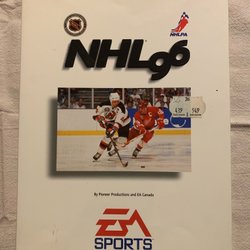 NHLPA
NHL96
By Pioneer Productions and EA Canada
EA
SPORTS